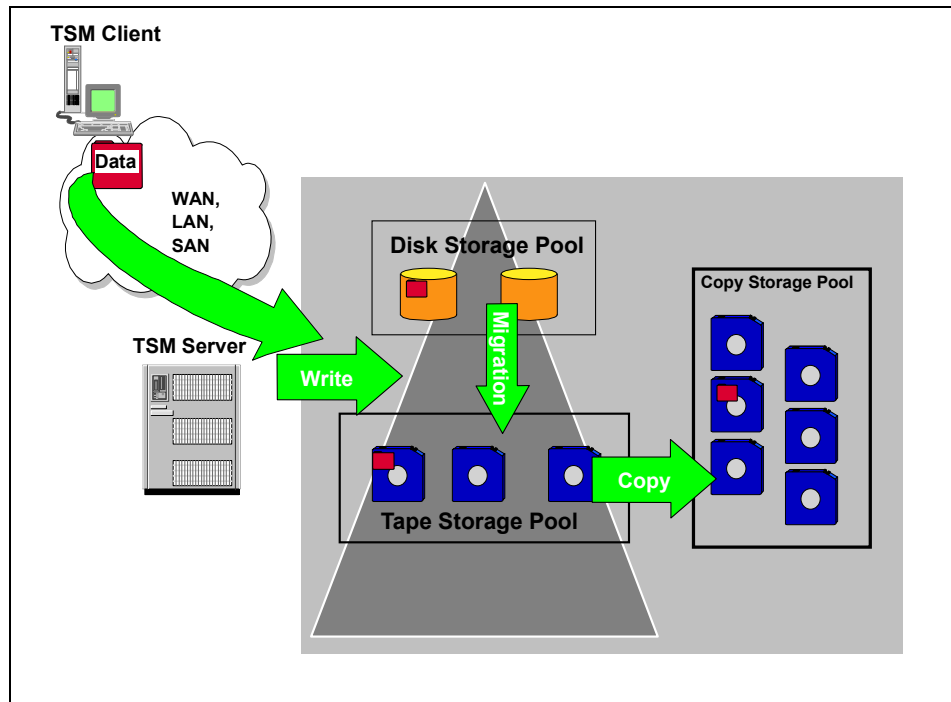 TSM Client
Data
WAN,
LAN,
SAN
TSM Server
Write
Disk Storage Pool
Migration
Tape Storage Pool
Copy
Copy Storage Pool